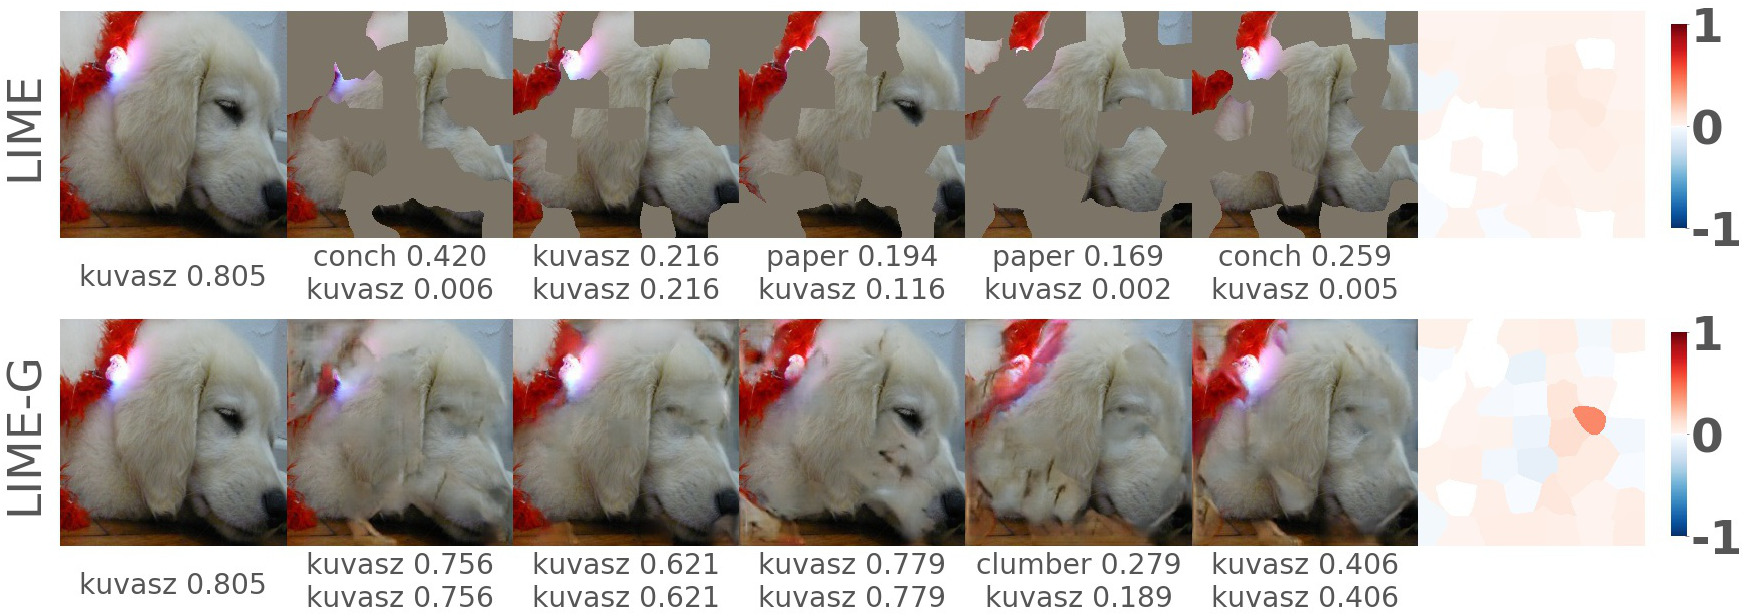 LIME
kuvasz 0.805
conch 0.420
kuvasz 0.006
kuvasz 0.216
kuvasz 0.216
paper 0.194
kuvasz 0.116
paper 0.169
kuvasz 0.002
conch 0.259
kuvasz 0.005
1
0
-1
LIME-G
kuvasz 0.805
kuvasz 0.756
kuvasz 0.756
kuvasz 0.621
kuvasz 0.621
kuvasz 0.779
kuvasz 0.779
clumber 0.279
kuvasz 0.189
kuvasz 0.406
kuvasz 0.406
1
0
-1